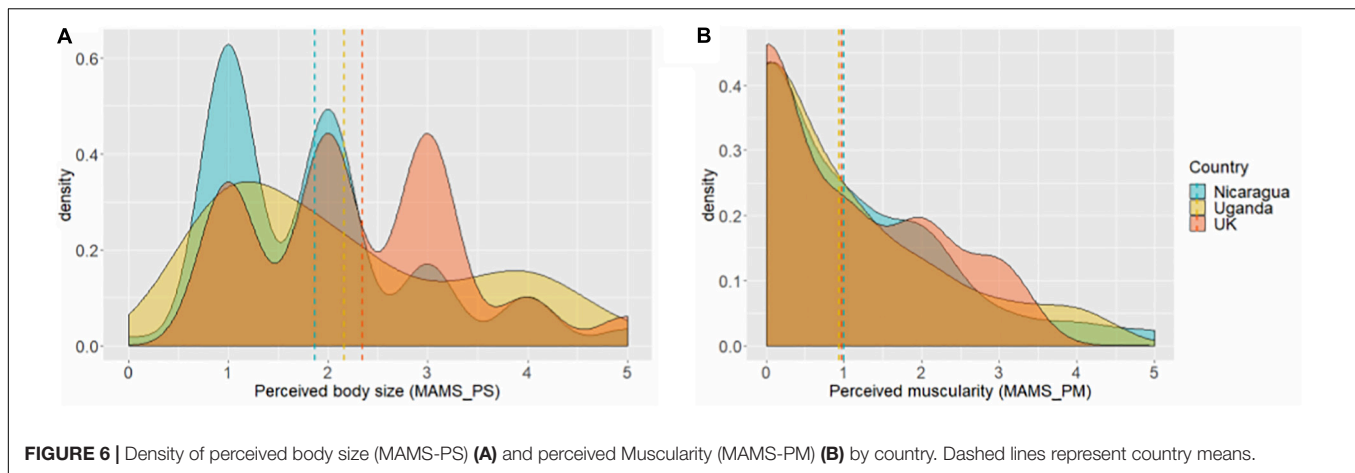 A
0.6
0.4
0.2
0.0
density
0 1 2 3 4 5
Perceived body size (MAMS_PS)
B
0.4
0.3
0.2
0.1
0.0
density
0 1 2 3 4 5
Perceived muscularity (MAMS_PM)
Country
Nicaragua
Uganda
UK
FIGURE 6 | Density of perceived body size (MAMS-PS) (A) and perceived Muscularity (MAMS-PM) (B) by country. Dashed lines represent country means.